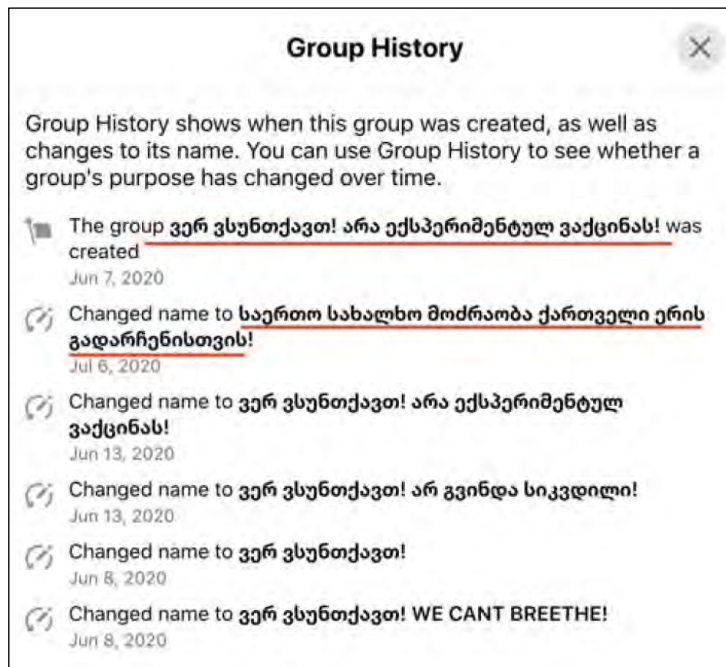 Group History
Group History shows when this group was created, as well as
changes to its name. You can use Group History to see whether a
group's purpose has changed over time.
The group ვერ ვსუნთქავთ! არა ექსპერიმენტულ ვაქცინას! was
created
Jun 7, 2020
Changed name to საერთო სახალხო მოძრაობა ქართველი ერის
გადარჩენისთვის!
Jul 6, 2020
Changed name to ვერ ვსუნთქავთ! არა ექსპერიმენტულ
ვაქცინას!
Jun 13, 2020
Changed name to ვერ ვსუნთქავთ! არ გვინდა სიკვდილი!
Jun 13, 2020
Changed name to ვერ ვსუნთქავთ!
Jun 8, 2020
Changed name to ვერ ვსუნთქავთ! WE CANT BREETHE!
Jun 8, 2020